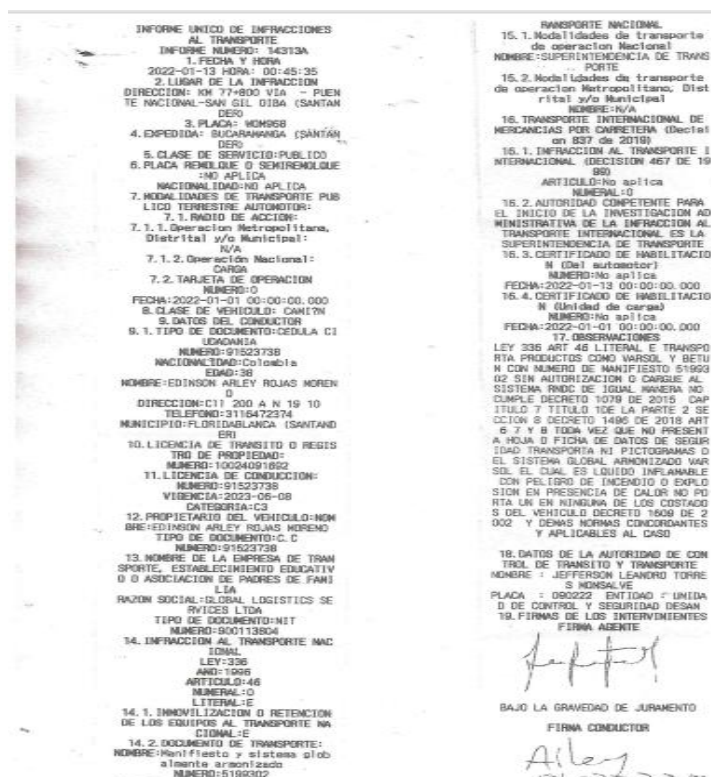 INFORME UNICO DE INFRACCIONES
AL TRANSPORTE
INFORME NUMERO: 14313A
1. FECHA Y HORA
2022-01-13 HORA: 00:45:35
2. LUGAR DE LA INFRACCION
DIRECCION: KM 77+800 VIA - PUEN
TE NACIONAL-SAN GIL OIBA (SANTAN
DER)
3. PLACA: WOM968
4. EXPEDIDA: BUCARAMANGA (SANTAN
DER)
5. CLASE DE SERVICIO:PUBLICO
6. PLACA REMOLQUE O SEMIREMOLQUE
:NO APLICA
NACIONALIDAD:NO APLICA
7. MODALIDADES DE TRANSPORTE PUB
LICO TERRESTRE AUTOMOTOR:
7.1. RADIO DE ACCION:
7.1.1. Operacion Metropolitana,
Distrital y/o Municipal:
N/A
7.1.2. Operación Nacional:
CARGA
7.2. TARJETA DE OPERACION
NUMERO:0
FECHA:2022-01-01 00:00:00.000
8. CLASE DE VEHICULO: CAMI?N
9. DATOS DEL CONDUCTOR
9.1. TIPO DE DOCUMENTO:CEDULA CI
UDADANIA
NUMERO:91523738
NACIONALIDAD:Colombia
EDAD:38
NOMBRE:EDINSON ARLEY ROJAS MOREN
O
DIRECCION:Cll 200 A N 19 10
TELEFONO:3116472374
MUNICIPIO:FLORIDABLANCA (SANTAND
ER)
10. LICENCIA DE TRANSITO O REGIS
TRO DE PROPIEDAD:
NUMERO:10024091692
11. LICENCIA DE CONDUCCION:
NUMERO:91523738
VIGENCIA:2023-06-08
CATEGORIA:C3
12. PROPIETARIO DEL VEHICULO:NOM
BRE:EDINSON ARLEY ROJAS MORENO
TIPO DE DOCUMENTO:C.C
NUMERO:91523738
13. NOMBRE DE LA EMPRESA DE TRAN
SPORTE, ESTABLECIMIENTO EDUCATIV
O O ASOCIACION DE PADRES DE FAMI
LIA
RAZON SOCIAL:GLOBAL LOGISTICS SE
RVICES LTDA
TIPO DE DOCUMENTO:NIT
NUMERO:900113804
14. INFRACCION AL TRANSPORTE NAC
IONAL
LEY:336
ANO:1996
ARTICULO:46
NUMERAL:0
LITERAL:E
14.1. INMOVILIZACION O RETENCION
DE LOS EQUIPOS AL TRANSPORTE NA
CIONAL:E
14.2. DOCUMENTO DE TRANSPORTE:
NOMBRE:Manifiesto y sistema glob
almente armonizado
NUMERO:5199302
RANSPORTE NACIONAL
15.1. Modalidades de transporte
de operacion Nacional
NOMBRE:SUPERINTENDENCIA DE TRANS
PORTE
15.2. Modalidades de transporte
de operacion Metropolitano, Dist
rital y/o Municipal
NOMBRE:N/A
16. TRANSPORTE INTERNACIONAL DE
MERCANCIAS POR CARRETERA (Decisi
on 837 de 2019)
16.1. INFRACCION AL TRANSPORTE I
NTERNACIONAL (DECISION 467 DE 19
99)
ARTICULO:No aplica
NUMERAL:0
16.2. AUTORIDAD COMPETENTE PARA
EL INICIO DE LA INVESTIGACION AD
MINISTRATIVA DE LA INFRACCION AL
TRANSPORTE INTERNACIONAL ES LA
SUPERINTENDENCIA DE TRANSPORTE
16.3. CERTIFICADO DE HABILITACIO
N (Del automotor)
NUMERO:No aplica
FECHA:2022-01-13 00:00:00.000
16.4. CERTIFICADO DE HABILITACIO
N (Unidad de carga)
NUMERO:No aplica
FECHA:2022-01-01 00:00:00.000
17. OBSERVACIONES
LEY 336 ART 46 LITERAL E TRANSPO
RTA PRODUCTOS COMO VARSOL Y BETU
N CON NUMERO DE MANIFIESTO 51993
02 SIN AUTORIZACION O CARGUE AL
SISTEMA RNDC DE IGUAL MANERA NO
CUMPLE DECRETO 1079 DE 2015 CAP
ITULO 7 TITULO 1DE LA PARTE 2 SE
CCION 8 DECRETO 1496 DE 2018 ART
6 7 Y 8 TODA VEZ QUE NO PRESENT
A HOJA O FICHA DE DATOS DE SEGUR
IDAD TRANSPORTA NI PICTOGRAMAS D
EL SISTEMA GLOBAL ARMONIZADO VAR
SOL EL CUAL ES LQUIDO INFLAMABLE
CON PELIGRO DE INCENDIO O EXPLO
SION EN PRESENCIA DE CALOR NO PO
RTA UN EN NINGUNA DE LOS COSTADO
S DEL VEHICULO DECRETO 1609 DE 2
002 Y DEMAS NORMAS CONCORDANTES
Y APLICABLES AL CASO
18. DATOS DE LA AUTORIDAD DE CON
TROL DE TRANSITO Y TRANSPORTE
NOMBRE : JEFFERSON LEANDRO TORRE
S MONSALVE
PLACA : 090222 ENTIDAD : UNIDA
D DE CONTROL Y SEGURIDAD DESAN
19. FIRMAS DE LOS INTERVINIENTES
FIRMA AGENTE
BAJO LA GRAVEDAD DE JURAMENTO
FIRMA CONDUCTOR
Arley